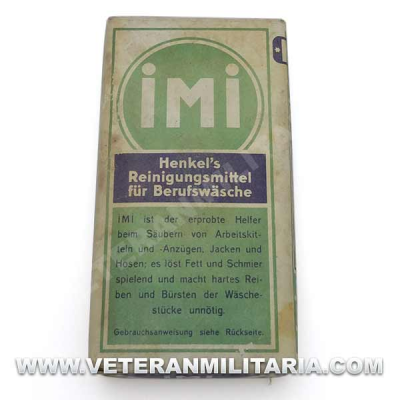 iMi
Henkel's
Reinigungsmittel
für Berufswäsche
IMI ist der erprobte Helfer
beim Säubern von Arbeitskit-
teln und -Anzügen, Jacken und
Hosen; es löst Fett und Schmier
spielend und macht hartes Rei-
ben und Bürsten der Wäsche-
stücke unnötig.
Gebrauchsanweisung siehe Rückseite.
WWW.VETERANMILITARIA.COM